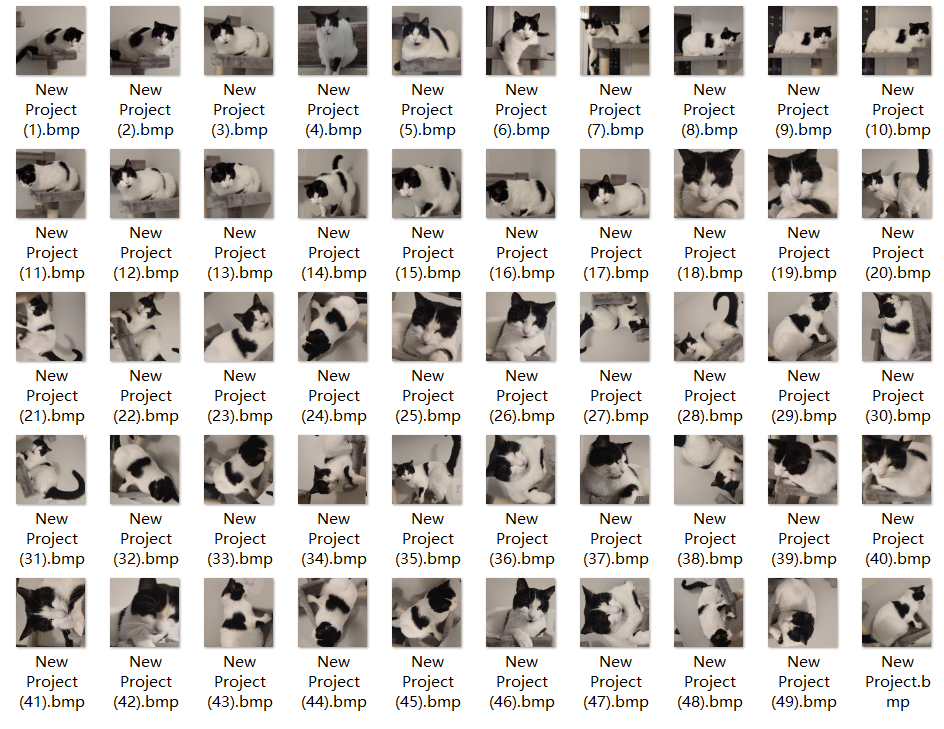 New Project (1).bmp
New Project (2).bmp
New Project (3).bmp
New Project (4).bmp
New Project (5).bmp
New Project (6).bmp
New Project (7).bmp
New Project (8).bmp
New Project (9).bmp
New Project (10).bmp
New Project (11).bmp
New Project (12).bmp
New Project (13).bmp
New Project (14).bmp
New Project (15).bmp
New Project (16).bmp
New Project (17).bmp
New Project (18).bmp
New Project (19).bmp
New Project (20).bmp
New Project (21).bmp
New Project (22).bmp
New Project (23).bmp
New Project (24).bmp
New Project (25).bmp
New Project (26).bmp
New Project (27).bmp
New Project (28).bmp
New Project (29).bmp
New Project (30).bmp
New Project (31).bmp
New Project (32).bmp
New Project (33).bmp
New Project (34).bmp
New Project (35).bmp
New Project (36).bmp
New Project (37).bmp
New Project (38).bmp
New Project (39).bmp
New Project (40).bmp
New Project (41).bmp
New Project (42).bmp
New Project (43).bmp
New Project (44).bmp
New Project (45).bmp
New Project (46).bmp
New Project (47).bmp
New Project (48).bmp
New Project (49).bmp
New Project.bmp